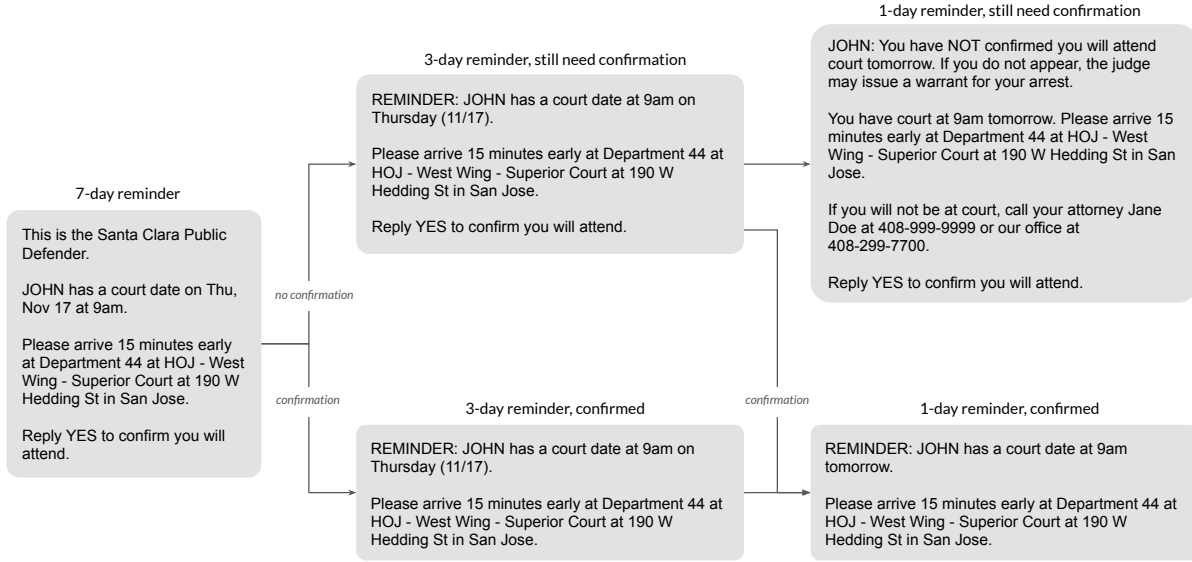 7-day reminder
This is the Santa Clara Public
Defender.
JOHN has a court date on Thu,
Nov 17 at 9am.
Please arrive 15 minutes early
at Department 44 at HOJ - West
Wing - Superior Court at 190 W
Hedding St in San Jose.
Reply YES to confirm you will
attend.
no confirmation
confirmation
3-day reminder, still need confirmation
REMINDER: JOHN has a court date at 9am on
Thursday (11/17).
Please arrive 15 minutes early at Department 44 at
HOJ - West Wing - Superior Court at 190 W
Hedding St in San Jose.
Reply YES to confirm you will attend.
3-day reminder, confirmed
REMINDER: JOHN has a court date at 9am on
Thursday (11/17).
Please arrive 15 minutes early at Department 44 at
HOJ - West Wing - Superior Court at 190 W
Hedding St in San Jose.
confirmation
1-day reminder, still need confirmation
JOHN: You have NOT confirmed you will attend
court tomorrow. If you do not appear, the judge
may issue a warrant for your arrest.
You have court at 9am tomorrow. Please arrive 15
minutes early at Department 44 at HOJ - West
Wing - Superior Court at 190 W Hedding St in San
Jose.
If you will not be at court, call your attorney Jane
Doe at 408-999-9999 or our office at
408-299-7700.
Reply YES to confirm you will attend.
1-day reminder, confirmed
REMINDER: JOHN has a court date at 9am
tomorrow.
Please arrive 15 minutes early at Department 44 at
HOJ - West Wing - Superior Court at 190 W
Hedding St in San Jose.